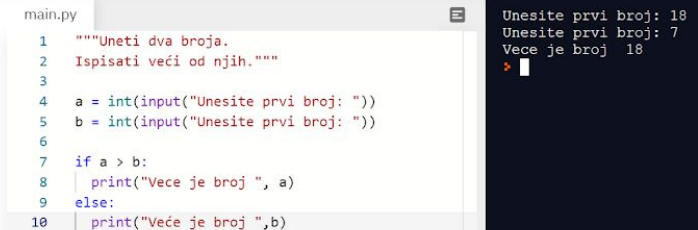 main.py
1 """Uneti dva broja.
2 Ispisati veći od njih."""
3
4 a = int(input("Unesite prvi broj: "))
5 b = int(input("Unesite prvi broj: "))
6
7 if a > b:
8 print("Vece je broj ", a)
9 else:
10 print("Veće je broj ",b)
Unesite prvi broj: 18
Unesite prvi broj: 7
Vece je broj  18
>